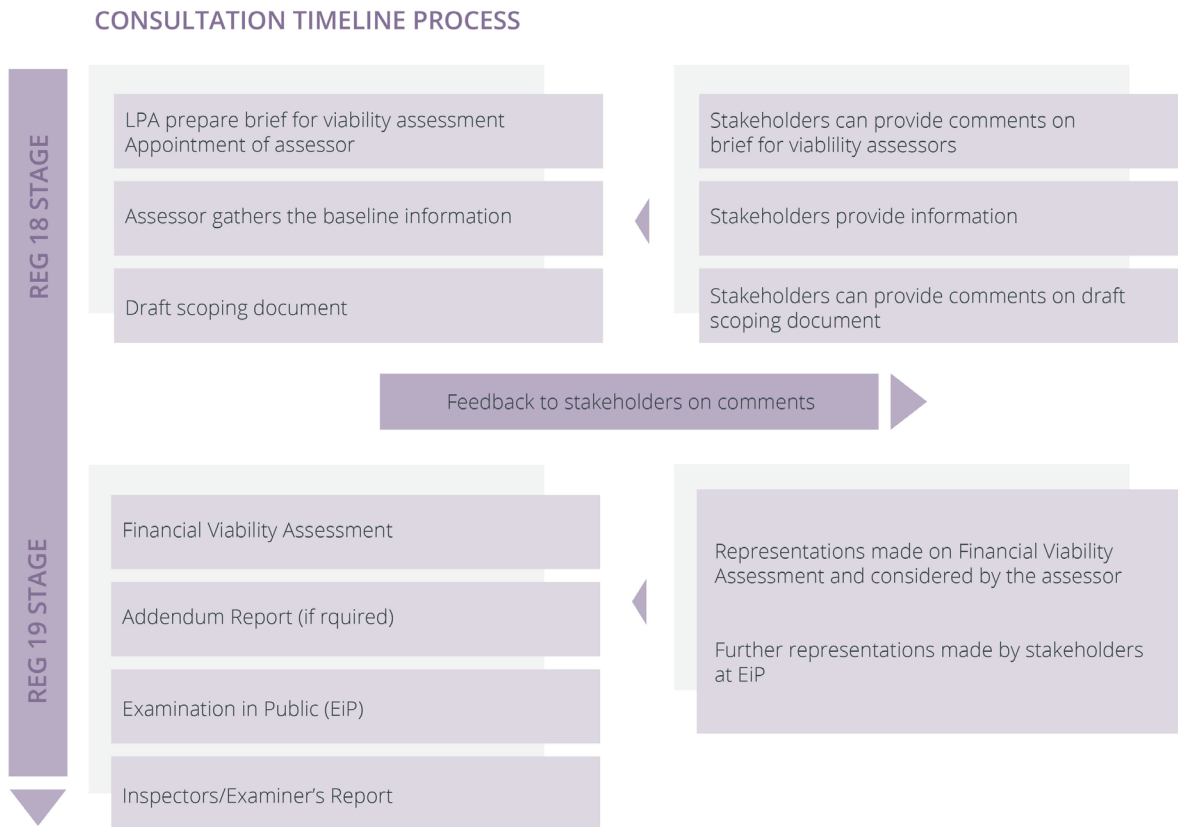 CONSULTATION TIMELINE PROCESS
REG 18 STAGE
LPA prepare brief for viability assessment
Appointment of assessor
Stakeholders can provide comments on
brief for viablility assessors
Assessor gathers the baseline information
Stakeholders provide information
Draft scoping document
Stakeholders can provide comments on draft
scoping document
Feedback to stakeholders on comments
REG 19 STAGE
Financial Viability Assessment
Addendum Report (if rquired)
Examination in Public (EiP)
Inspectors/Examiner’s Report
Representations made on Financial Viability
Assessment and considered by the assessor
Further representations made by stakeholders
at EiP